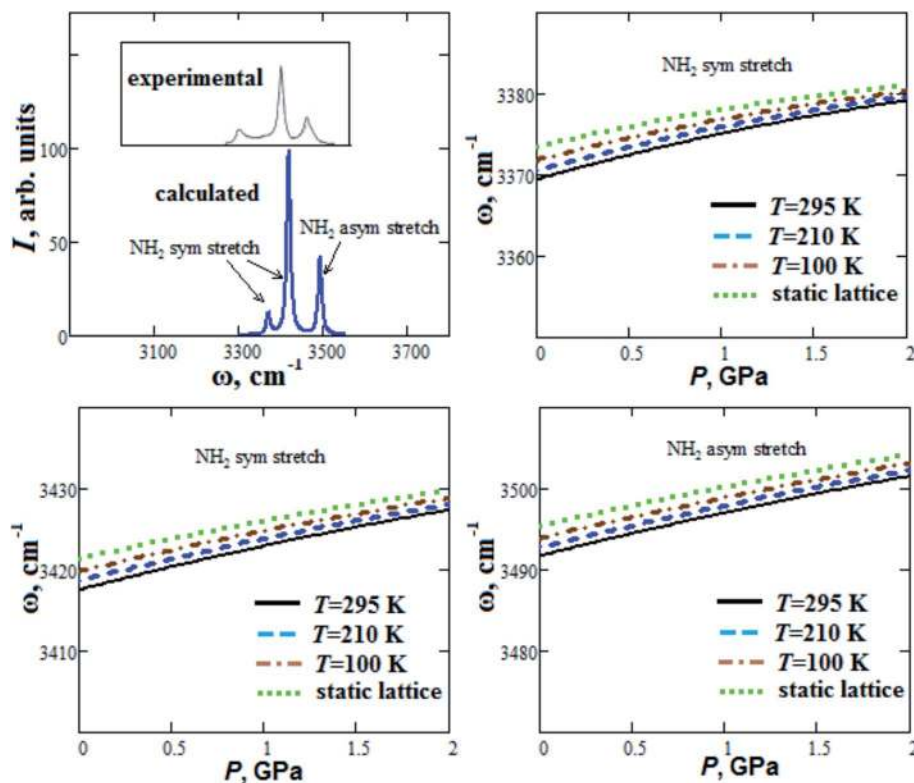 I, arb. units
100
50
0
experimental
calculated
NH₂ sym stretch
NH₂ asym stretch
3100 3300 3500 3700
ω, cm⁻¹
ω, cm⁻¹
3380
3370
3360
NH₂ sym stretch
T=295 K
T=210 K
T=100 K
static lattice
0 0.5 1 1.5 2
P, GPa
ω, cm⁻¹
3430
3420
3410
NH₂ sym stretch
T=295 K
T=210 K
T=100 K
static lattice
0 0.5 1 1.5 2
P, GPa
ω, cm⁻¹
3500
3490
3480
NH₂ asym stretch
T=295 K
T=210 K
T=100 K
static lattice
0 0.5 1 1.5 2
P, GPa